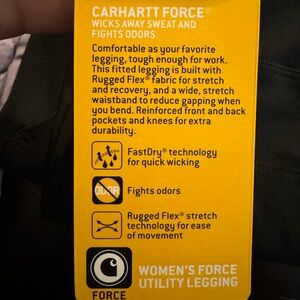 CARHARTT FORCE®
WICKS AWAY SWEAT AND
FIGHTS ODORS.
Comfortable as your favorite
legging, tough enough for work.
This fitted legging is built with
Rugged Flex® fabric for stretch
and recovery, and a wide, stretch
waistband to reduce gapping when
you bend. Reinforced front and back
pockets and knees for extra
durability.
FastDry® technology
for quick wicking
ODOR
Fights odors
Rugged Flex® stretch
technology for ease
of movement
WOMEN'S FORCE
UTILITY LEGGING
FORCE